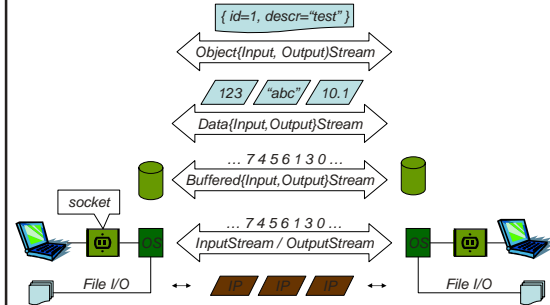 { id=1, descr=“test” }
Object{Input, Output}Stream
123 “abc” 10.1
Data{Input,Output}Stream
… 7 4 5 6 1 3 0 …
Buffered{Input,Output}Stream
socket
… 7 4 5 6 1 3 0 …
OS InputStream / OutputStream OS
File I/O IP IP IP File I/O